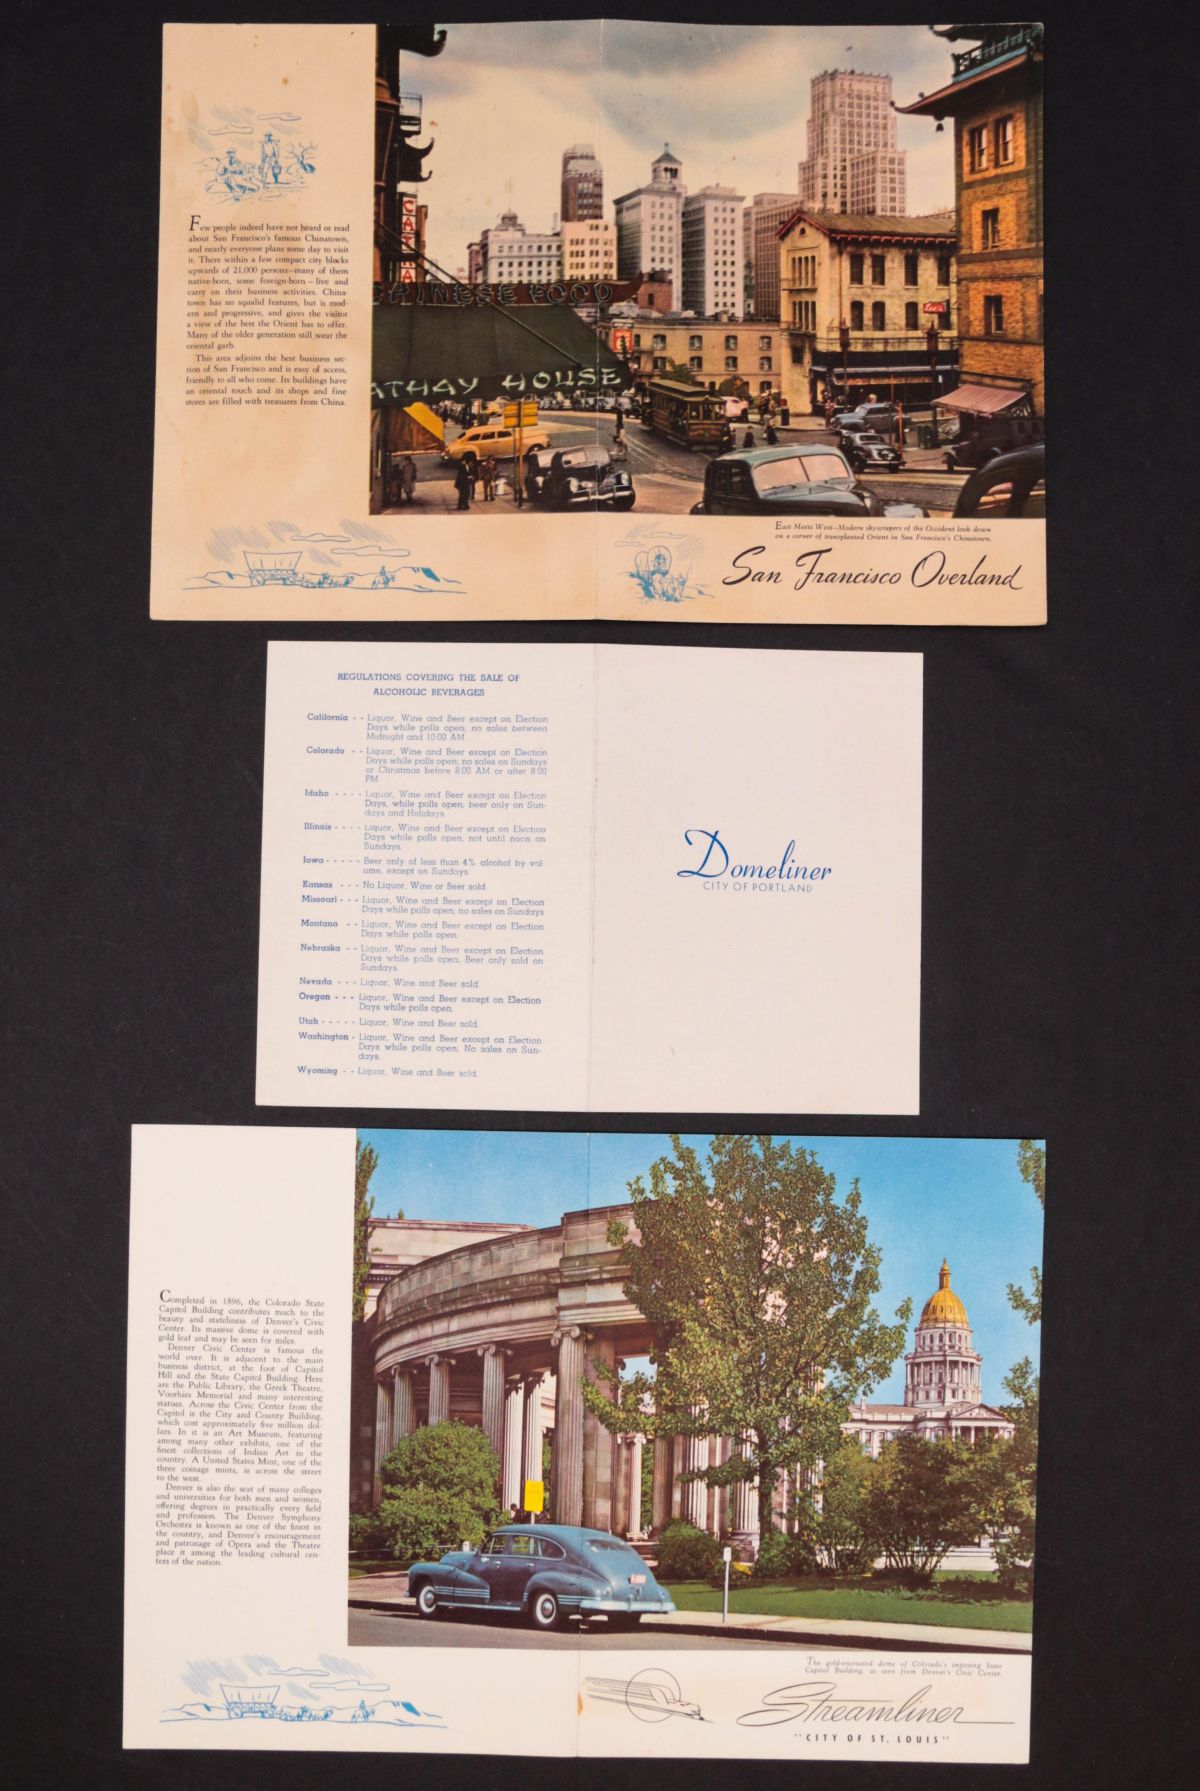 Few people indeed have not heard or read
about San Francisco's famous Chinatown,
and nearly everyone plans some day to visit
it. There within a few compact city blocks
upwards of 21,000 persons—many of them
native-born, some foreign-born—live and
carry on their business activities. China-
town has no squalid features, but is mod-
ern and progressive, and gives the visitor
a view of the best the Orient has to offer.
Many of the older generation still wear the
oriental garb.
This area adjoins the best business sec-
tion of San Francisco and is easy of access,
friendly to all who come. Its buildings have
an oriental touch and its shops and fine
stores are filled with treasures from China.
CHINESE FOOD
ATHAY HOUSE
East Meets West—Modern skyscrapers of the Occident look down
on a corner of transplanted Orient in San Francisco's Chinatown.
San Francisco Overland
REGULATIONS COVERING THE SALE OF
ALCOHOLIC BEVERAGES
California - - Liquor, Wine and Beer except on Election
Days while polls open; no sales between
Midnight and 10:00 AM
Colorado - - Liquor, Wine and Beer except on Election
Days while polls open; no sales on Sundays
or Christmas before 8:00 AM or after 8:00
PM
Idaho - - - - Liquor, Wine and Beer except on Election
Days, while polls open; beer only on Sun-
days and Holidays.
Illinois - - - - Liquor, Wine and Beer except on Election
Days while polls open; not until noon on
Sundays.
Iowa - - - - - Beer only of less than 4% alcohol by vol-
ume, except on Sundays.
Kansas - - - No Liquor, Wine or Beer sold
Missouri - - - Liquor, Wine and Beer except on Election
Days while polls open; no sales on Sundays
Montana - - Liquor, Wine and Beer except on Election
Days while polls open.
Nebraska - - Liquor, Wine and Beer except on Election
Days while polls open; Beer only sold on
Sundays.
Nevada - - - Liquor, Wine and Beer sold.
Oregon - - - Liquor, Wine and Beer except on Election
Days while polls open.
Utah - - - - - Liquor, Wine and Beer sold.
Washington - Liquor, Wine and Beer except on Election
Days while polls open; No sales on Sun-
days.
Wyoming - - Liquor, Wine and Beer sold.
Domeliner
CITY OF PORTLAND
Completed in 1896, the Colorado State
Capitol Building contributes much to the
beauty and stateliness of Denver's Civic
Center. Its massive dome is covered with
gold leaf and may be seen for miles.
Denver Civic Center is famous the
world over. It is adjacent to the main
business district, at the foot of Capitol
Hill and the State Capitol Building. Here
are the Public Library, the Greek Theatre,
Voorhies Memorial and many interesting
statues. Across the Civic Center from the
Capitol is the City and County Building,
which cost approximately five million dol-
lars. In it is an Art Museum, featuring
among many other exhibits, one of the
finest collections of Indian Art in the
country. A United States Mint, one of the
three coinage mints, is across the street
to the west.
Denver is also the seat of many colleges
and universities for both men and women,
offering degrees in practically every field
and profession. The Denver Symphony
Orchestra is known as one of the finest in
the country, and Denver's encouragement
and patronage of Opera and the Theatre
place it among the leading cultural cen-
ters of the nation.
The gold-encrusted dome of Colorado's imposing State
Capitol Building, as seen from Denver's Civic Center.
Streamliner
"CITY OF ST. LOUIS"